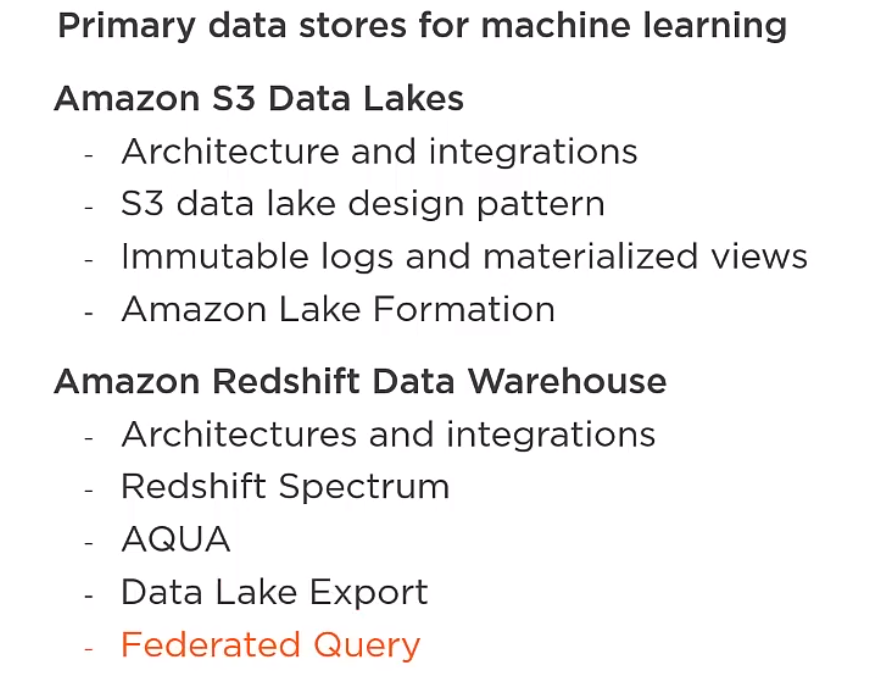 Primary data stores for machine learning
Amazon S3 Data Lakes
- Architecture and integrations
- S3 data lake design pattern
- Immutable logs and materialized views
- Amazon Lake Formation
Amazon Redshift Data Warehouse
- Architectures and integrations
- Redshift Spectrum
- AQUA
- Data Lake Export
- Federated Query